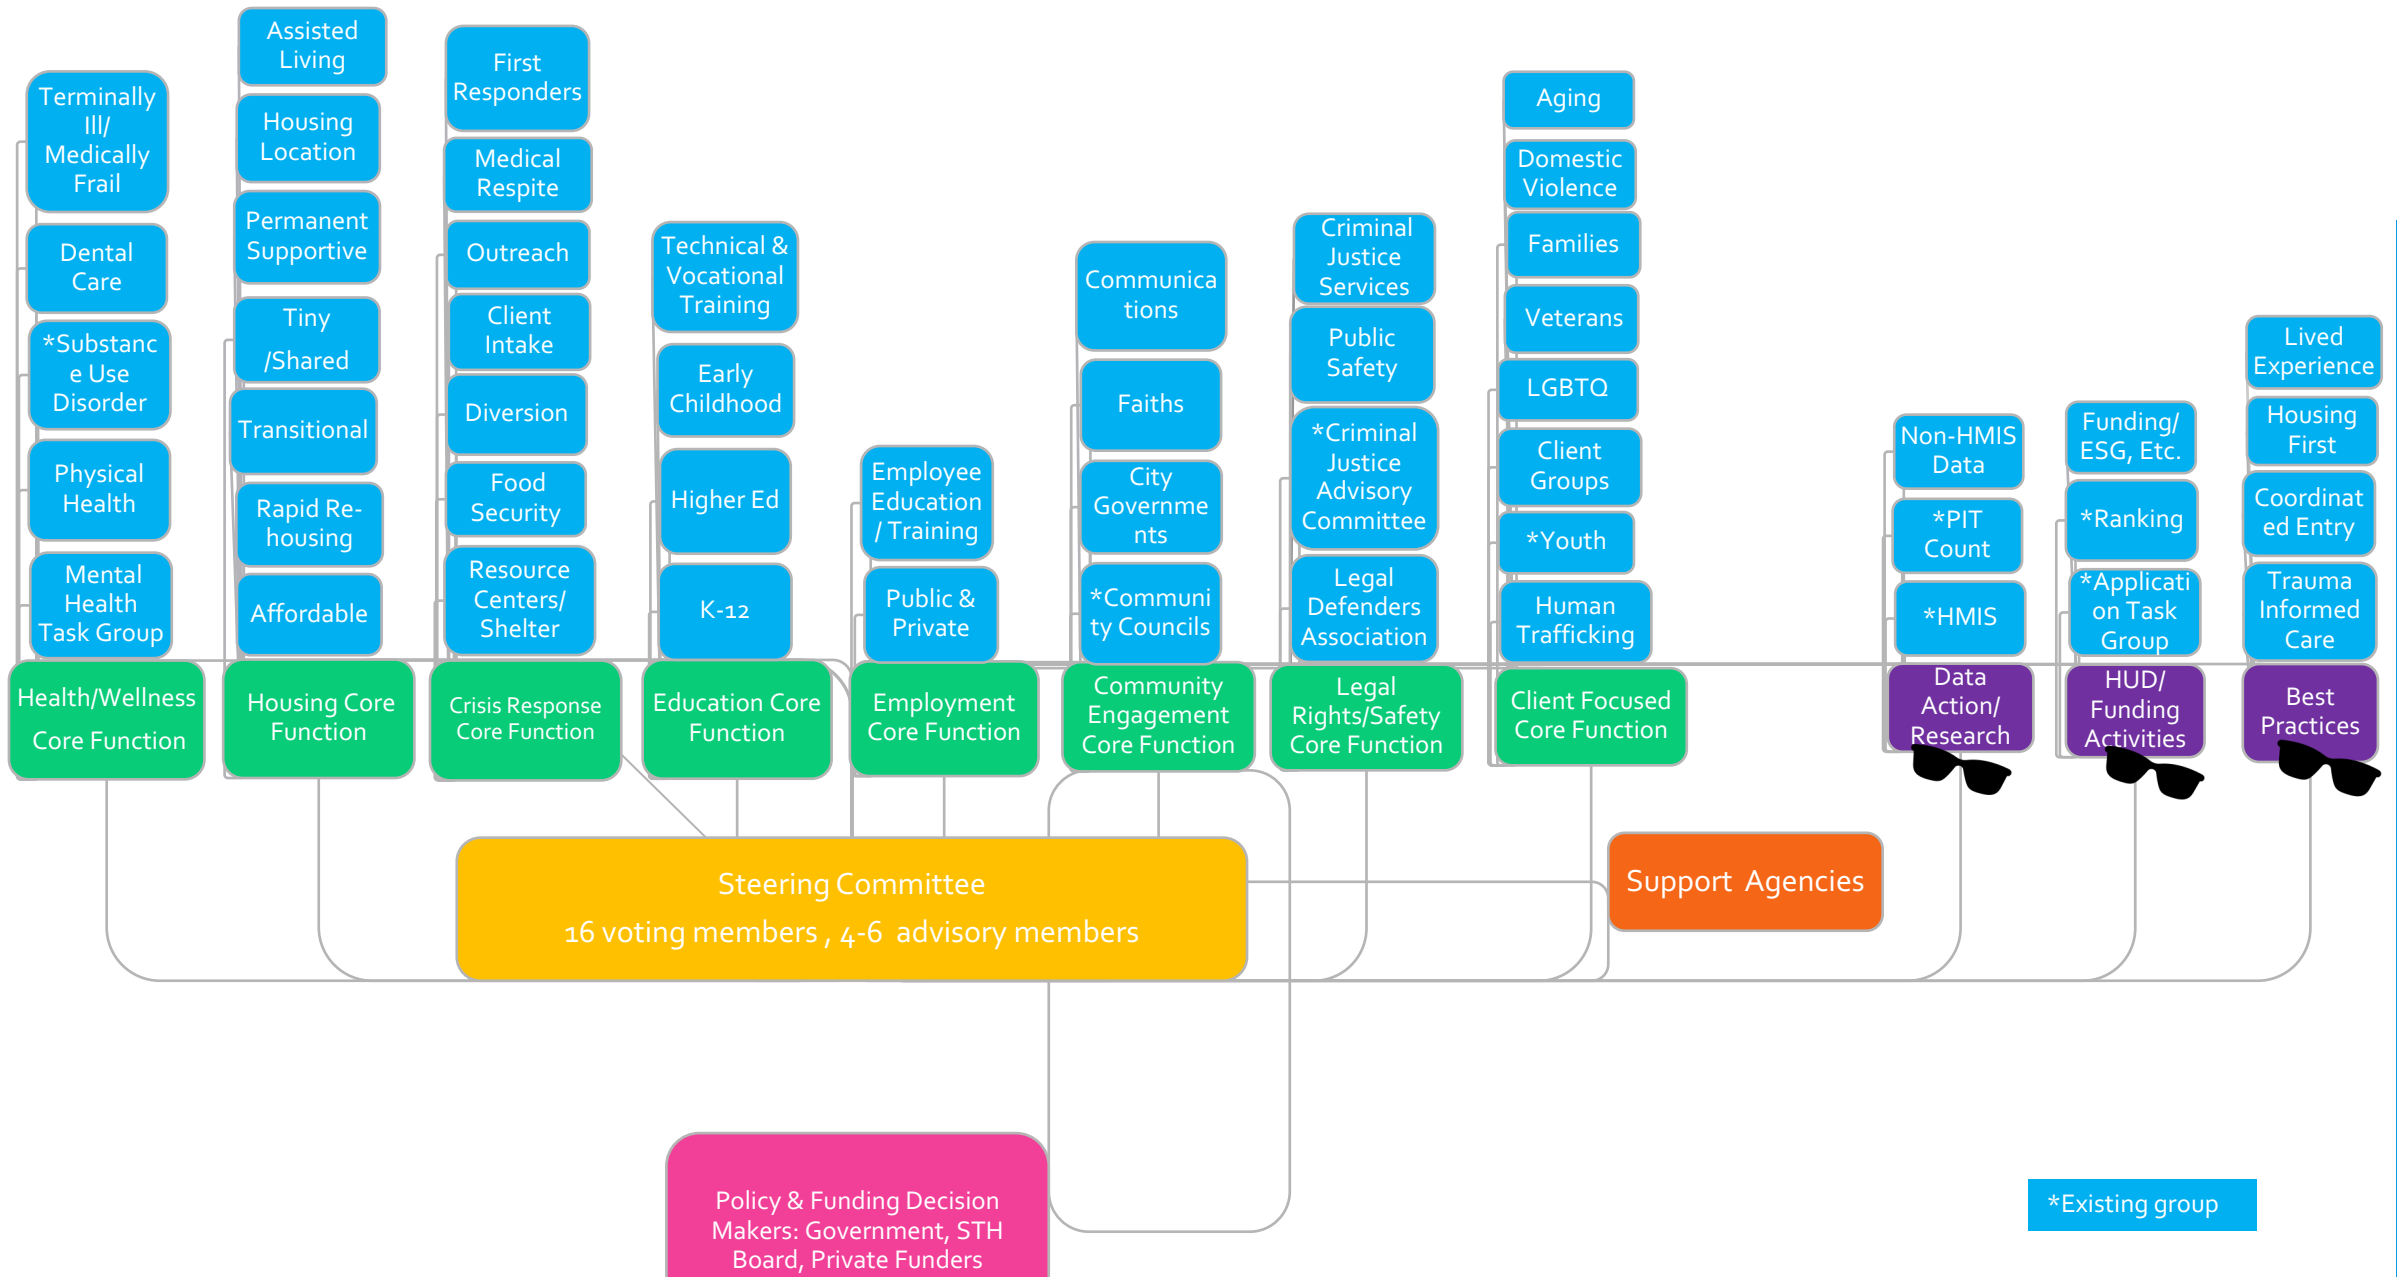 Terminally
Ill/
Medically
Frail
Dental
Care
*Substanc
e Use
Disorder
Physical
Health
Mental
Health
Task Group
Health/Wellness
Core Function
Assisted
Living
Housing
Location
Permanent
Supportive
Tiny
/Shared
Transitional
Rapid Re-
housing
Affordable
Housing Core
Function
First
Responders
Medical
Respite
Outreach
Client
Intake
Diversion
Food
Security
Resource
Centers/
Shelter
Crisis Response
Core Function
Technical &
Vocational
Training
Early
Childhood
Higher Ed
K-12
Education Core
Function
Employee
Education
/ Training
Public &
Private
Employment
Core Function
Communica
tions
Faiths
City
Governme
nts
*Communi
ty Councils
Community
Engagement
Core Function
Criminal
Justice
Services
Public
Safety
*Criminal
Justice
Advisory
Committee
Legal
Defenders
Association
Legal
Rights/Safety
Core Function
Aging
Domestic
Violence
Families
Veterans
LGBTQ
Client
Groups
*Youth
Human
Trafficking
Client Focused
Core Function
Non-HMIS
Data
*PIT
Count
*HMIS
Data
Action/
Research
Funding/
ESG, Etc.
*Ranking
*Applicati
on Task
Group
HUD/
Funding
Activities
Lived
Experience
Housing
First
Coordinat
ed Entry
Trauma
Informed
Care
Best
Practices
Steering Committee
16 voting members , 4-6 advisory members
Support Agencies
Policy & Funding Decision
Makers: Government, STH
Board, Private Funders
*Existing group